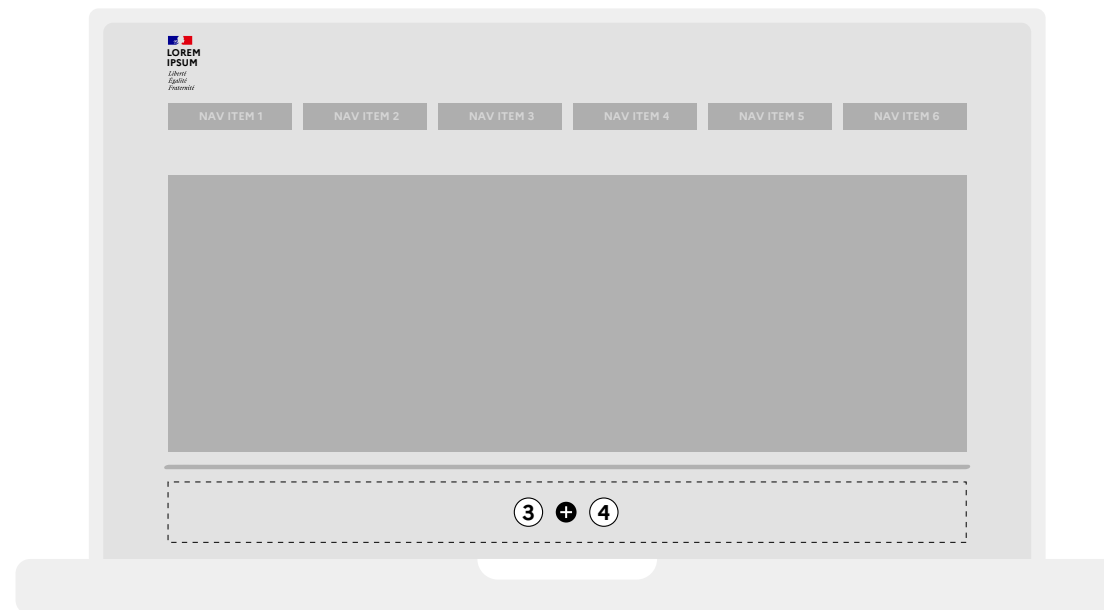 LOREM
IPSUM
Liberté
Égalité
Fraternité
NAV ITEM 1 NAV ITEM 2 NAV ITEM 3 NAV ITEM 4 NAV ITEM 5 NAV ITEM 6
3 + 4